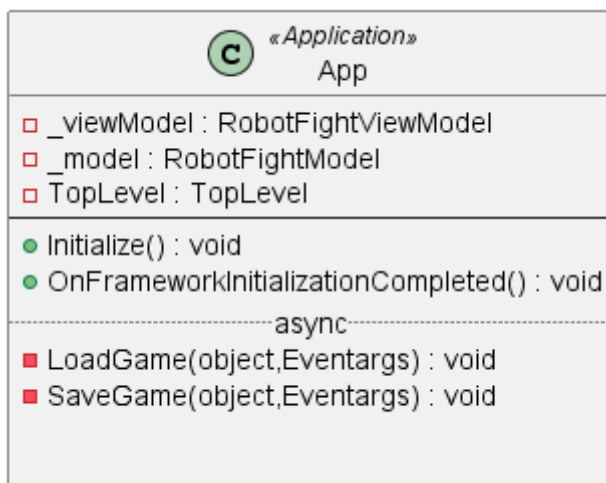 C
«Application»
App
_viewModel : RobotFightViewModel
_model : RobotFightModel
TopLevel : TopLevel
Initialize() : void
OnFrameworkInitializationCompleted() : void
async
LoadGame(object,Eventargs) : void
SaveGame(object,Eventargs) : void